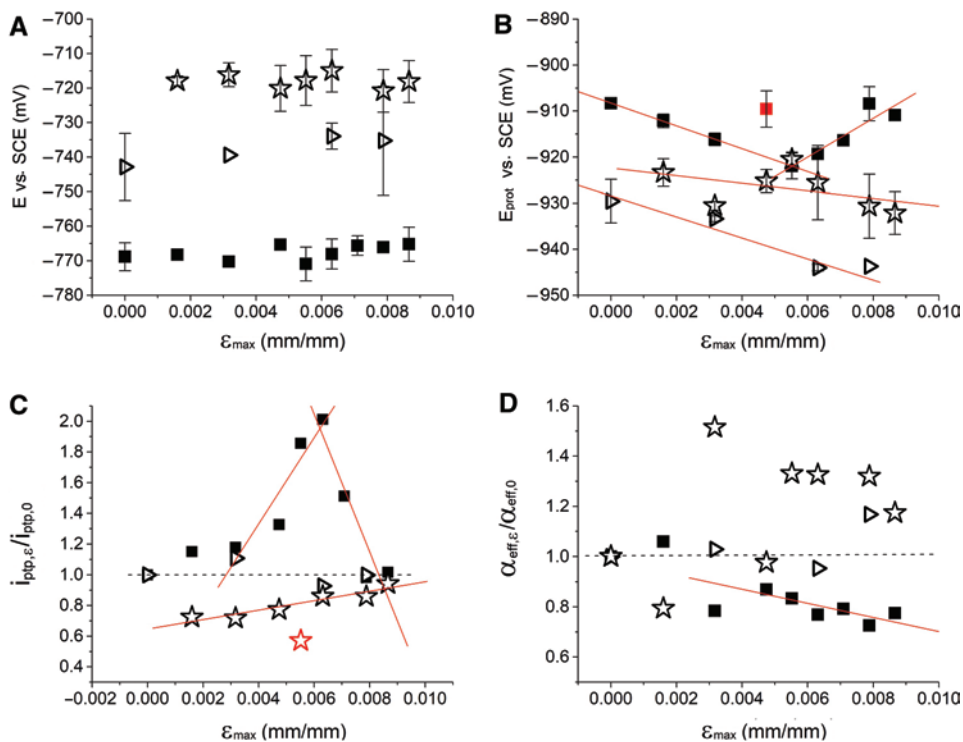 A
E vs. SCE (mV)
−700
−710
−720
−730
−740
−750
−760
−770
−780
0.000 0.002 0.004 0.006 0.008 0.010
εmax (mm/mm)
B
Eprot vs. SCE (mV)
−890
−900
−910
−920
−930
−940
−950
0.000 0.002 0.004 0.006 0.008 0.010
εmax (mm/mm)
C
iptp,ε/iptp,0
2.0
1.8
1.6
1.4
1.2
1.0
0.8
0.6
0.4
−0.002 0.000 0.002 0.004 0.006 0.008 0.010
εmax (mm/mm)
D
αeff,ε/αeff,0
1.6
1.4
1.2
1.0
0.8
0.6
0.000 0.002 0.004 0.006 0.008 0.010
εmax (mm/mm)